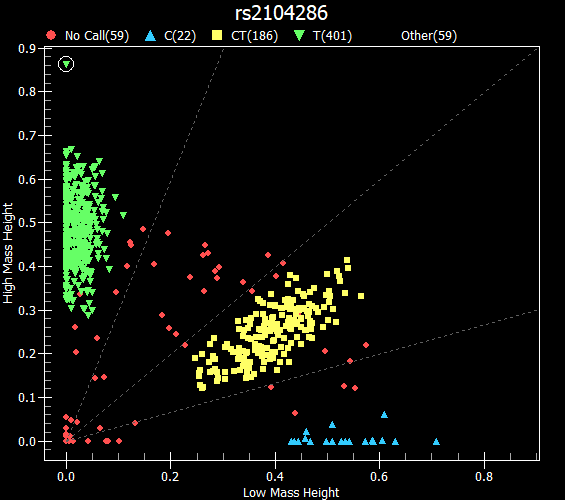 rs2104286
No Call(59) C(22) CT(186) T(401) Other(59)
0.9
0.8
0.7
0.6
0.5
0.4
0.3
0.2
0.1
0.0
High Mass Height
0.0 0.2 0.4 0.6 0.8
Low Mass Height